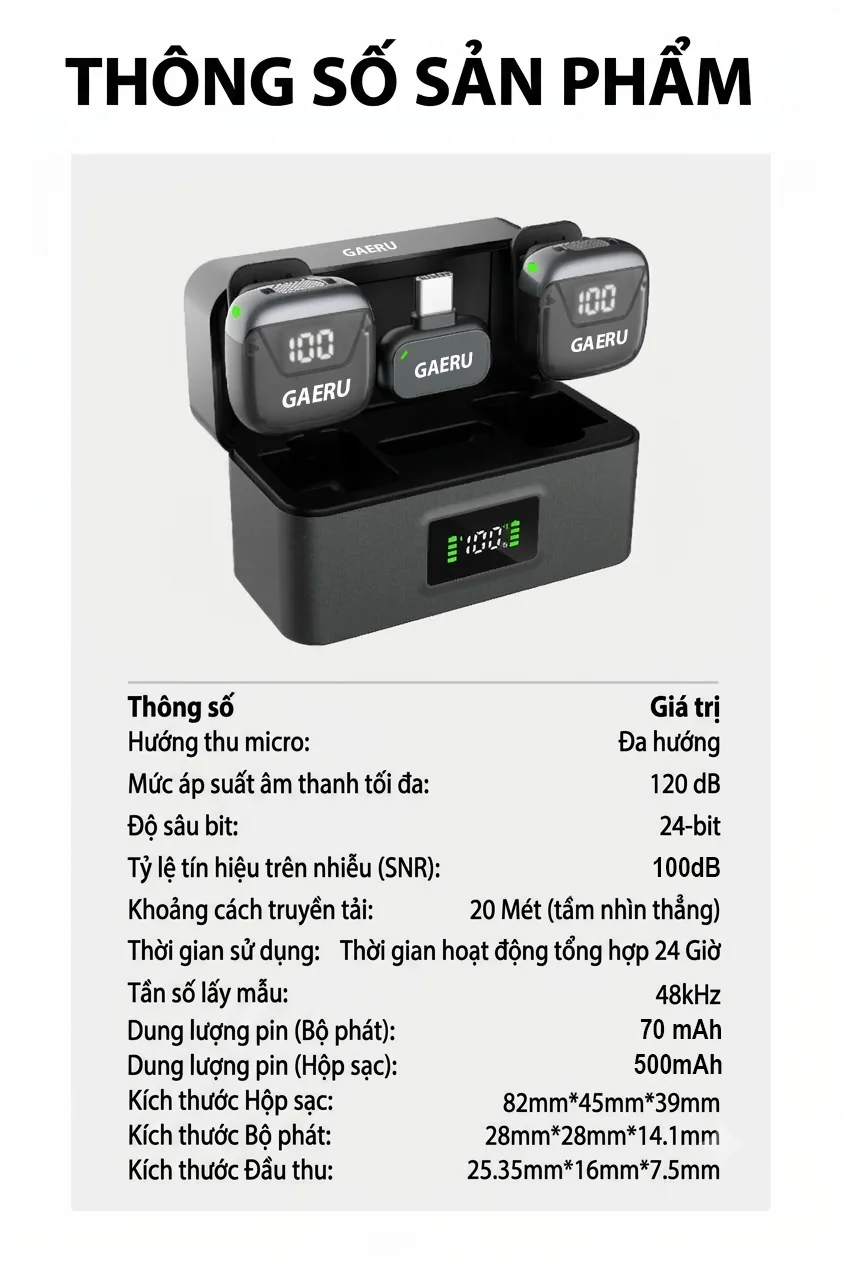 THÔNG SỐ SẢN PHẨM
GAERU
100
GAERU
GAERU
100
GAERU
100%
Thông số Giá trị
Hướng thu micro: Đa hướng
Mức áp suất âm thanh tối đa: 120 dB
Độ sâu bit: 24-bit
Tỷ lệ tín hiệu trên nhiễu (SNR): 100dB
Khoảng cách truyền tải: 20 Mét (tầm nhìn thẳng)
Thời gian sử dụng: Thời gian hoạt động tổng hợp 24 Giờ
Tần số lấy mẫu: 48kHz
Dung lượng pin (Bộ phát): 70 mAh
Dung lượng pin (Hộp sạc): 500mAh
Kích thước Hộp sạc: 82mm*45mm*39mm
Kích thước Bộ phát: 28mm*28mm*14.1mm
Kích thước Đầu thu: 25.35mm*16mm*7.5mm